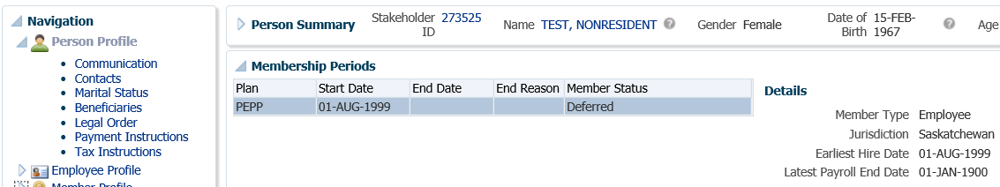 Navigation
Person Profile
Communication
Contacts
Marital Status
Beneficiaries
Legal Order
Payment Instructions
Tax Instructions
Employee Profile
Member Profile
Person Summary
Stakeholder ID 273525
Name TEST, NONRESIDENT
Gender Female
Date of Birth 15-FEB-1967
Age
Membership Periods
Plan Start Date End Date End Reason Member Status
PEPP 01-AUG-1999 Deferred
Details
Member Type Employee
Jurisdiction Saskatchewan
Earliest Hire Date 01-AUG-1999
Latest Payroll End Date 01-JAN-1900